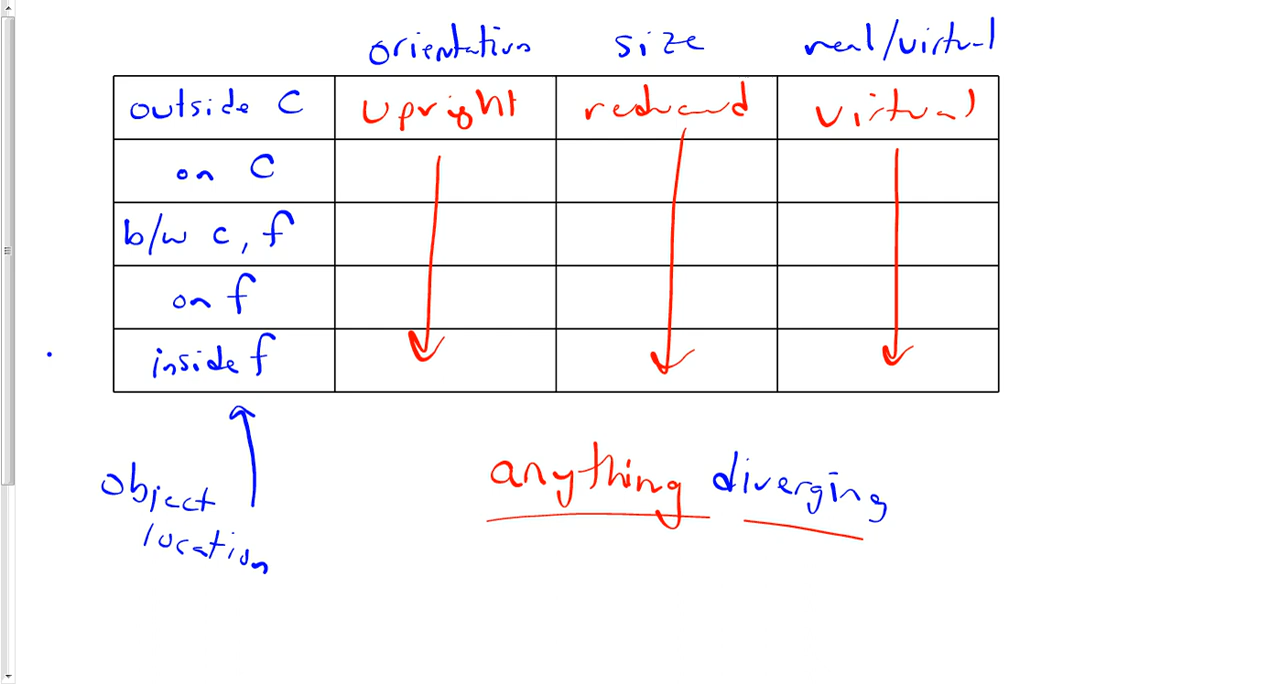 orientation size real/virtual
outside C upright reduced virtual
on C
b/w c, f
on f
inside f
object location
anything diverging